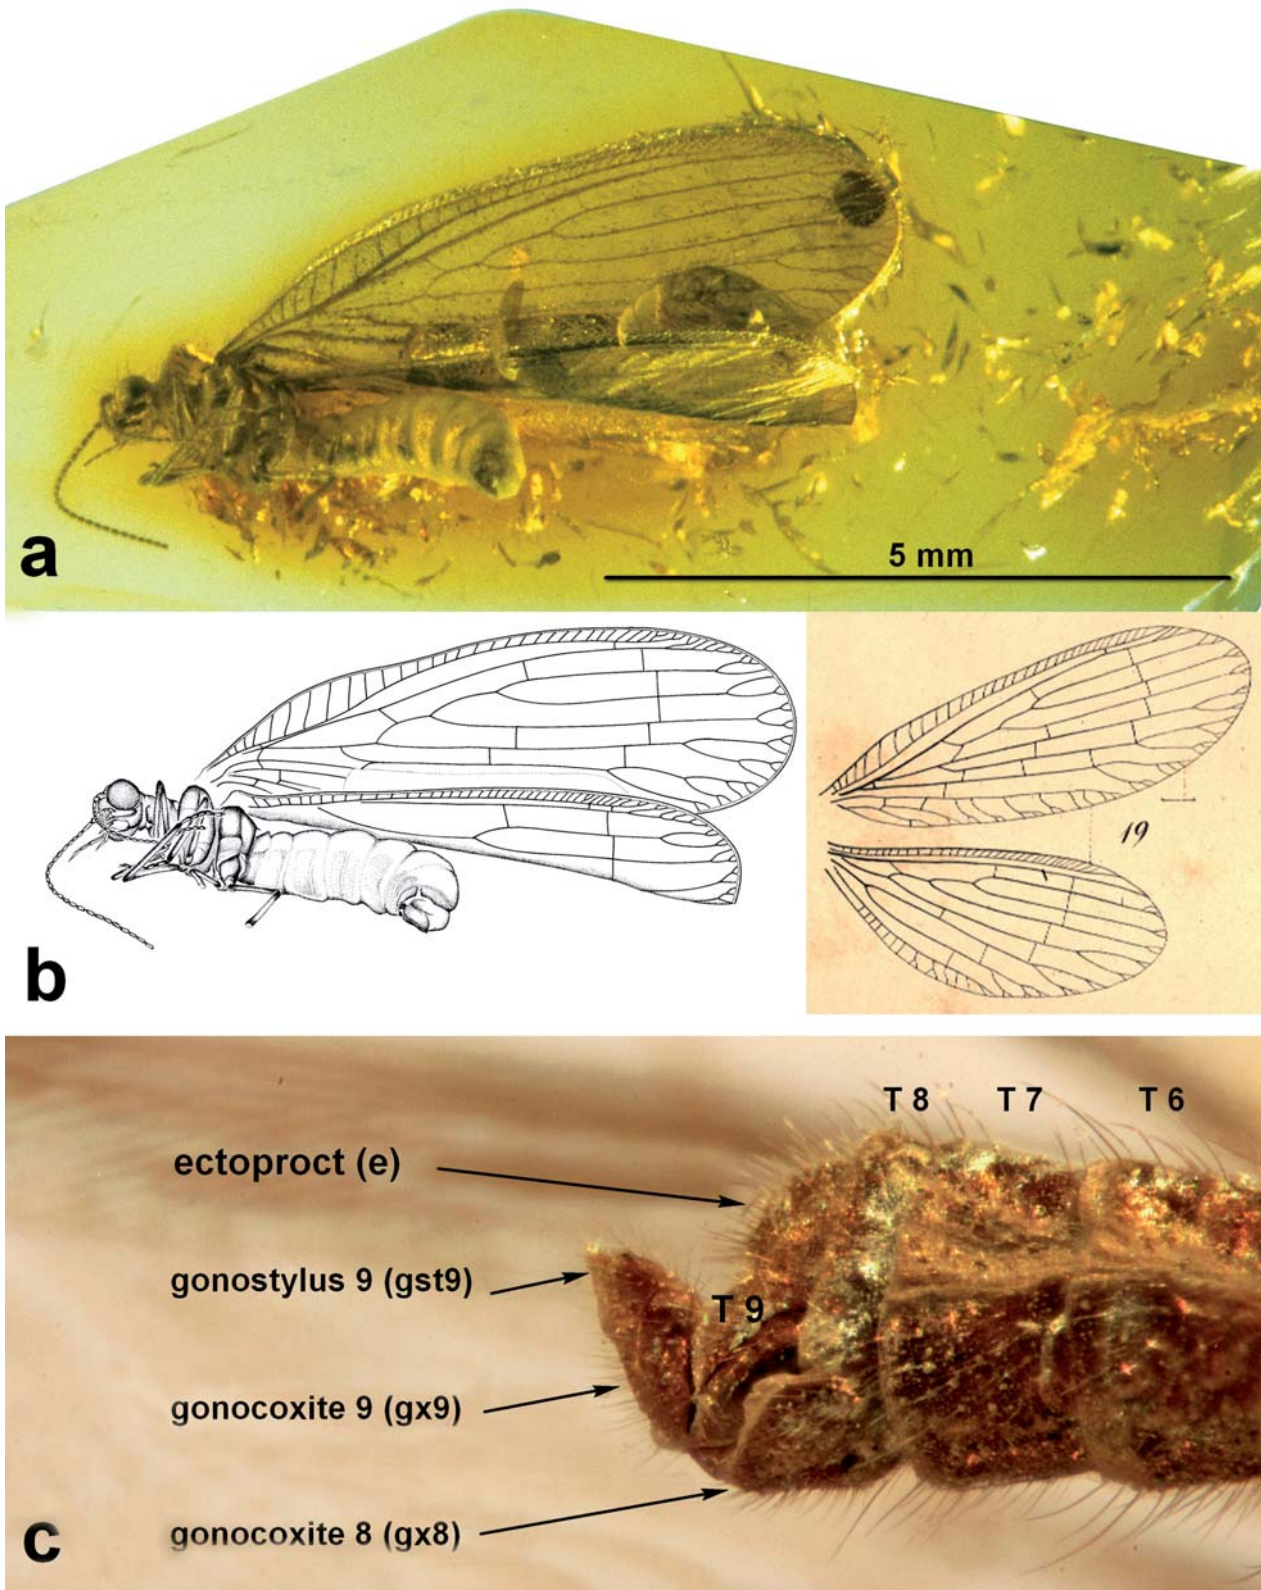 a
5 mm
b
19
T 8 T 7 T 6
ectoproct (e)
gonostylus 9 (gst9)
T 9
gonocoxite 9 (gx9)
gonocoxite 8 (gx8)
c